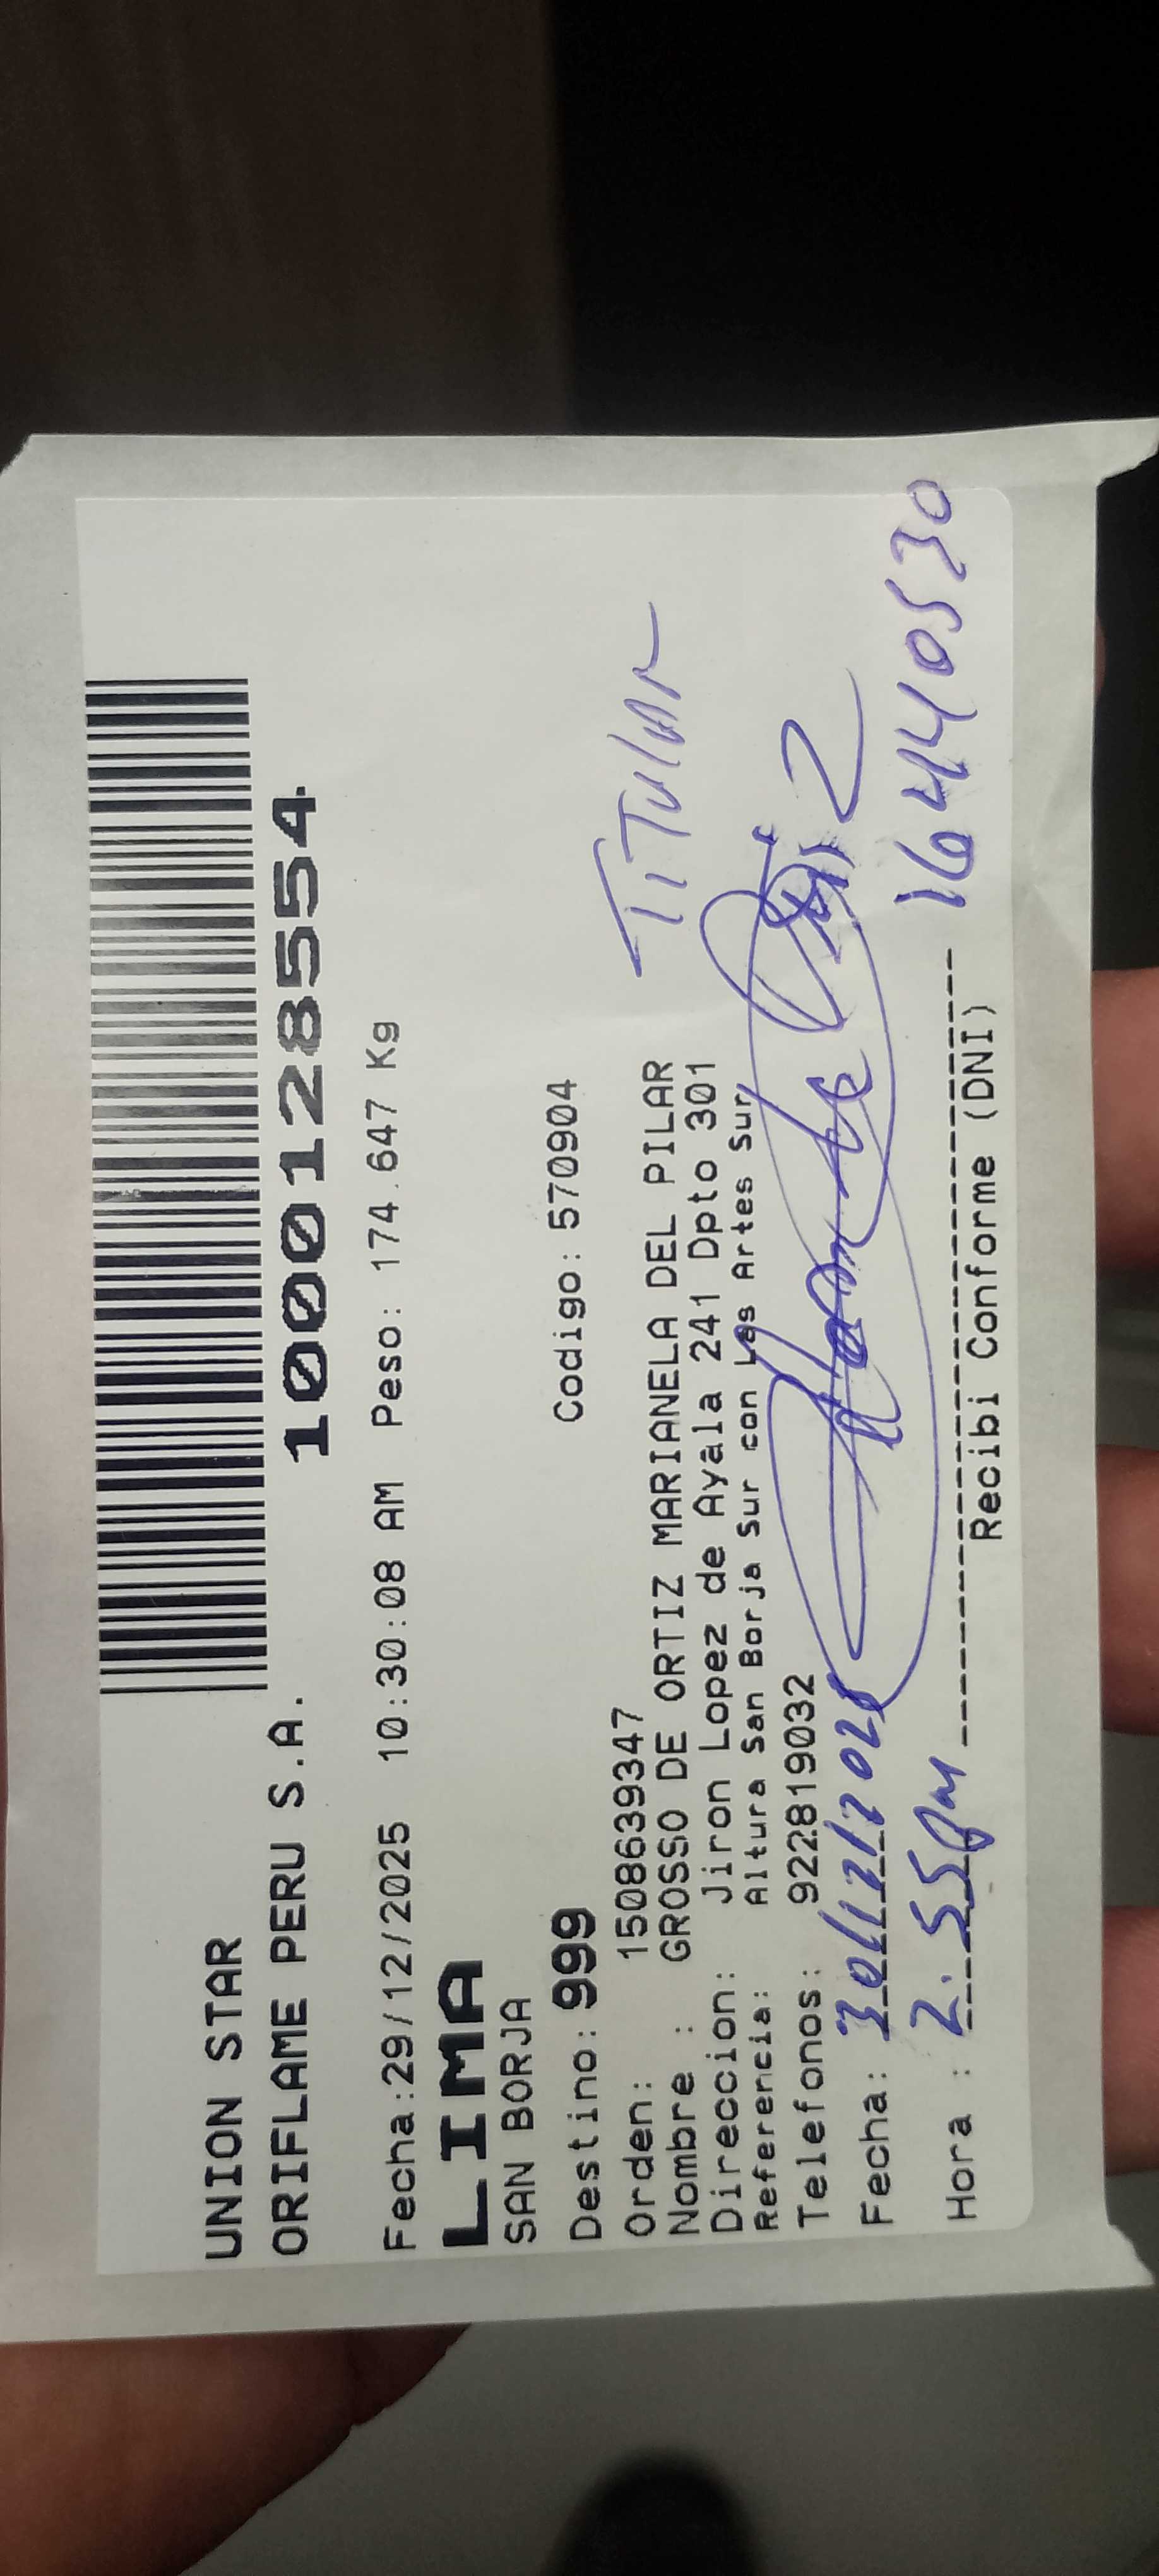 UNION STAR
ORIFLAME PERU S.A.
1000128554
Fecha:29/12/2025 10:30:08 AM Peso: 174.647 Kg
LIMA
SAN BORJA
Destino: 999 Codigo: 570904
Orden: 1508639347
Nombre : GROSSO DE ORTIZ MARIANELA DEL PILAR
Titular
Direccion: Jiron Lopez de Ayala 241 Dpto 301
Referencia: Altura San Borja Sur con Las Artes Sur
Telefonos: 922819032
Fecha: 30/12/2025
Hora : 2.55pm
16440530
Recibi Conforme (DNI)